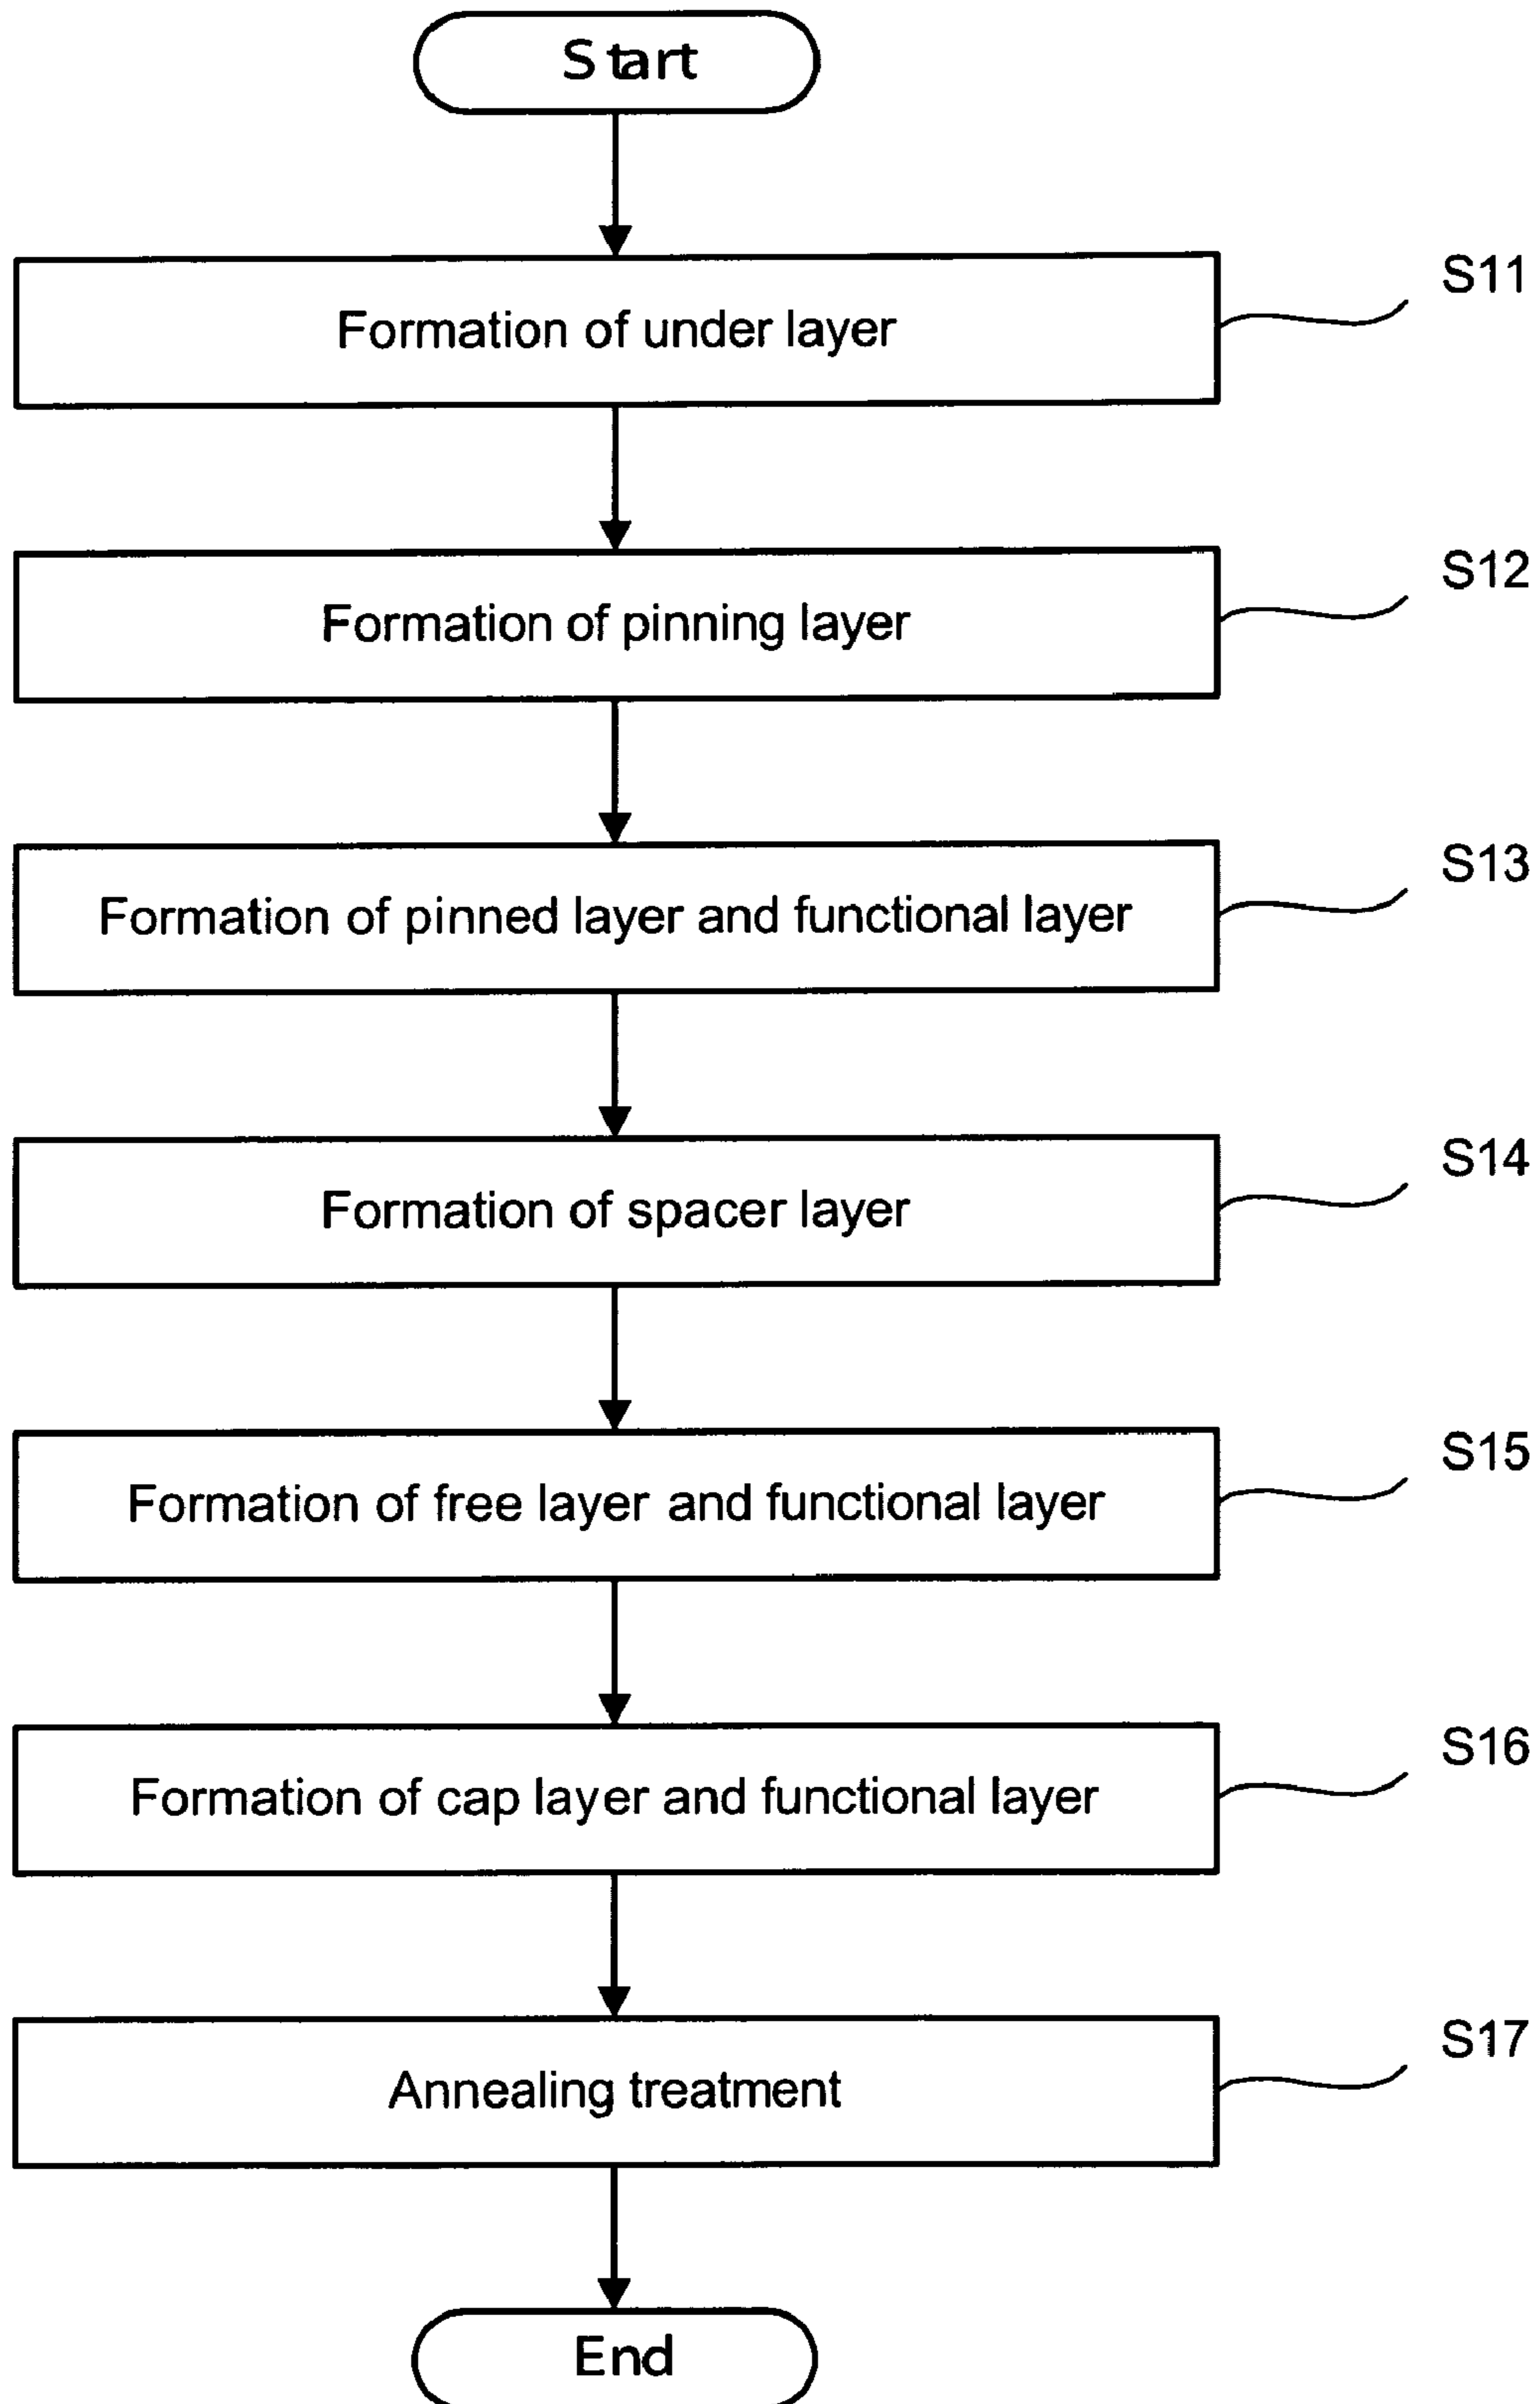 Start
Formation of under layer
S11
Formation of pinning layer
S12
Formation of pinned layer and functional layer
S13
Formation of spacer layer
S14
Formation of free layer and functional layer
S15
Formation of cap layer and functional layer
S16
Annealing treatment
S17
End